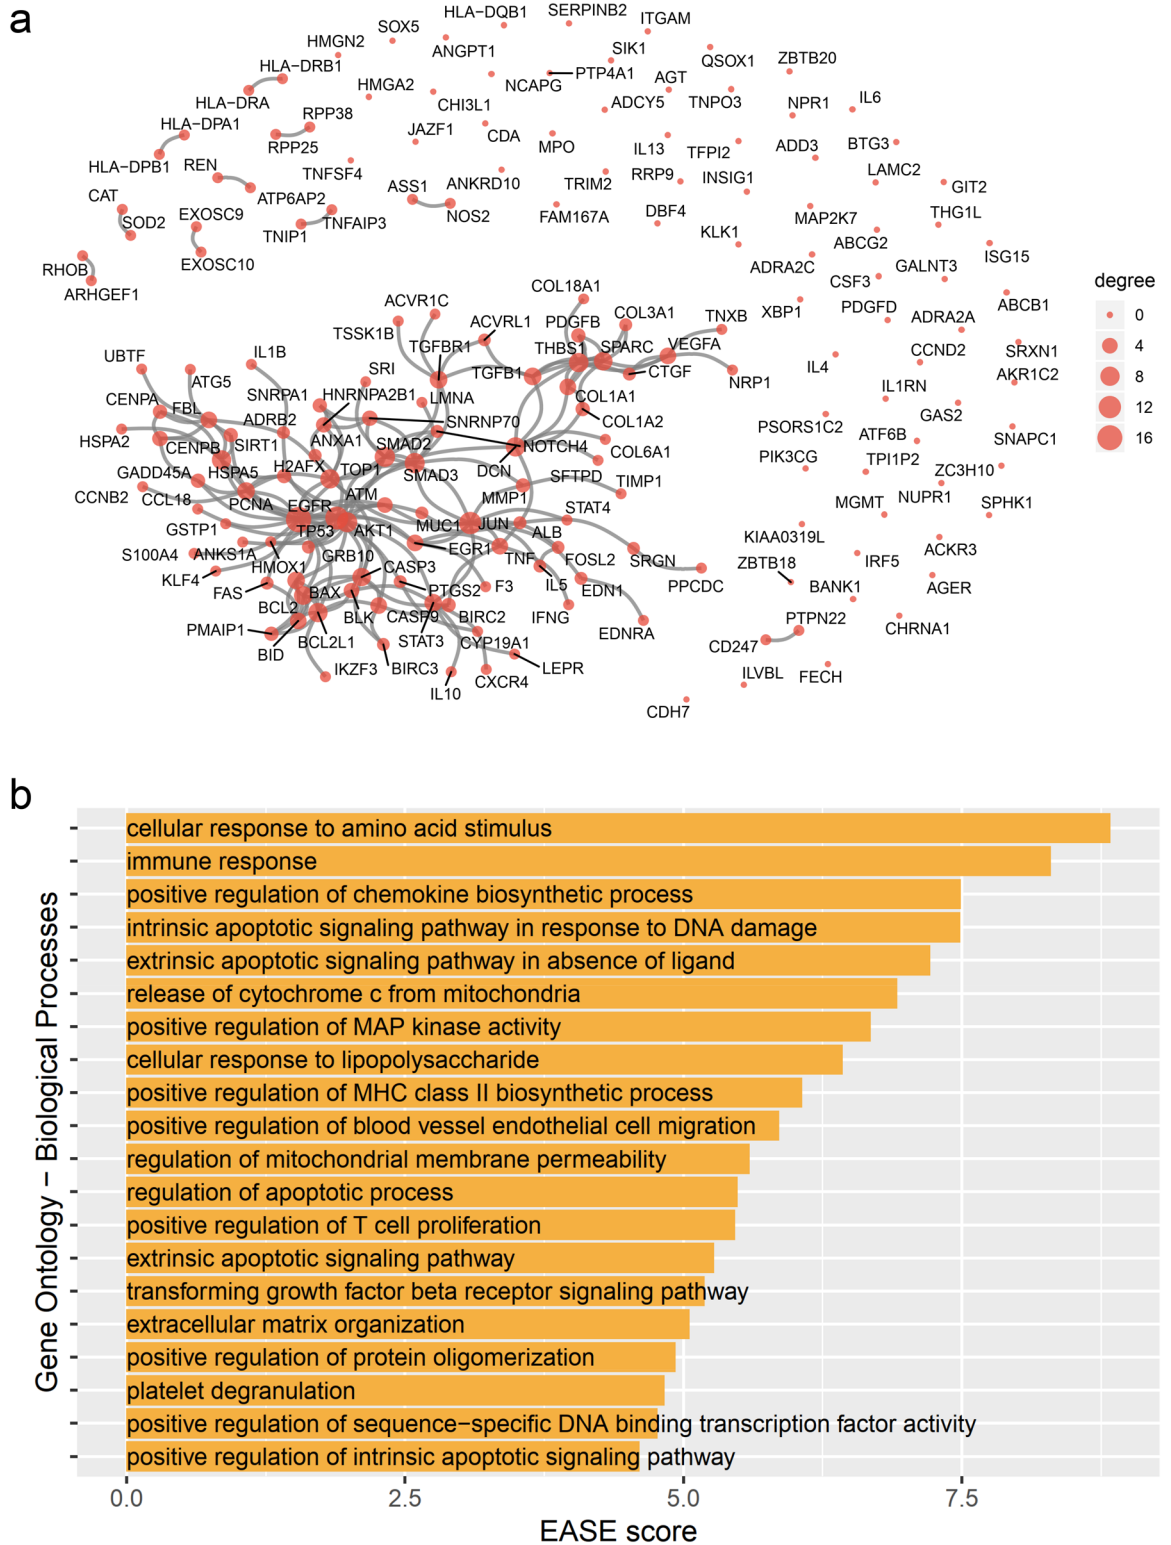 a
HLA−DQB1
SERPINB2
ITGAM
SOX5
HMGN2
ANGPT1
SIK1
QSOX1
ZBTB20
HLA−DRB1
NCAPG
PTP4A1
AGT
HMGA2
HLA−DRA
CHI3L1
ADCY5
TNPO3
NPR1
IL6
RPP38
HLA−DPA1
JAZF1
CDA
MPO
IL13
TFPI2
ADD3
BTG3
RPP25
HLA−DPB1
REN
TNFSF4
ASS1
ANKRD10
TRIM2
RRP9
INSIG1
LAMC2
GIT2
CAT
ATP6AP2
SOD2
EXOSC9
TNFAIP3
NOS2
FAM167A
DBF4
MAP2K7
THG1L
TNIP1
KLK1
ABCG2
EXOSC10
ADRA2C
GALNT3
ISG15
RHOB
ARHGEF1
CSF3
COL18A1
ACVR1C
PDGFD
ABCB1
XBP1
ADRA2A
COL3A1
TNXB
PDGFB
ACVRL1
TSSK1B
TGFBR1
THBS1
SPARC
VEGFA
CCND2
SRXN1
UBTF
IL1B
SRI
TGFB1
CTGF
NRP1
IL4
AKR1C2
ATG5
SNRPA1
HNRNPA2B1
LMNA
COL1A1
IL1RN
GAS2
CENPA
FBL
ADRB2
SNRNP70
COL1A2
PSORS1C2
ATF6B
SNAPC1
HSPA2
CENPB
SIRT1
ANXA1
SMAD2
NOTCH4
COL6A1
PIK3CG
TPI1P2
ZC3H10
GADD45A
HSPA5
H2AFX
TOP1
SMAD3
DCN
SFTPD
TIMP1
CCNB2
CCL18
PCNA
EGFR
ATM
MMP1
STAT4
MGMT
NUPR1
SPHK1
GSTP1
TP53
AKT1
MUC1
JUN
ALB
KIAA0319L
ACKR3
S100A4
ANKS1A
GRB10
EGR1
TNF
FOSL2
SRGN
ZBTB18
IRF5
KLF4
HMOX1
CASP3
IL5
PPCDC
BANK1
AGER
FAS
BAX
PTGS2
F3
EDN1
BCL2
BLK
CASP9
BIRC2
IFNG
PTPN22
CHRNA1
PMAIP1
BCL2L1
STAT3
CYP19A1
EDNRA
CD247
BID
IKZF3
BIRC3
LEPR
ILVBL
FECH
IL10
CXCR4
CDH7
degree
0
4
8
12
16
b
Gene Ontology − Biological Processes
cellular response to amino acid stimulus
immune response
positive regulation of chemokine biosynthetic process
intrinsic apoptotic signaling pathway in response to DNA damage
extrinsic apoptotic signaling pathway in absence of ligand
release of cytochrome c from mitochondria
positive regulation of MAP kinase activity
cellular response to lipopolysaccharide
positive regulation of MHC class II biosynthetic process
positive regulation of blood vessel endothelial cell migration
regulation of mitochondrial membrane permeability
regulation of apoptotic process
positive regulation of T cell proliferation
extrinsic apoptotic signaling pathway
transforming growth factor beta receptor signaling pathway
extracellular matrix organization
positive regulation of protein oligomerization
platelet degranulation
positive regulation of sequence−specific DNA binding transcription factor activity
positive regulation of intrinsic apoptotic signaling pathway
0.0
2.5
5.0
7.5
EASE score